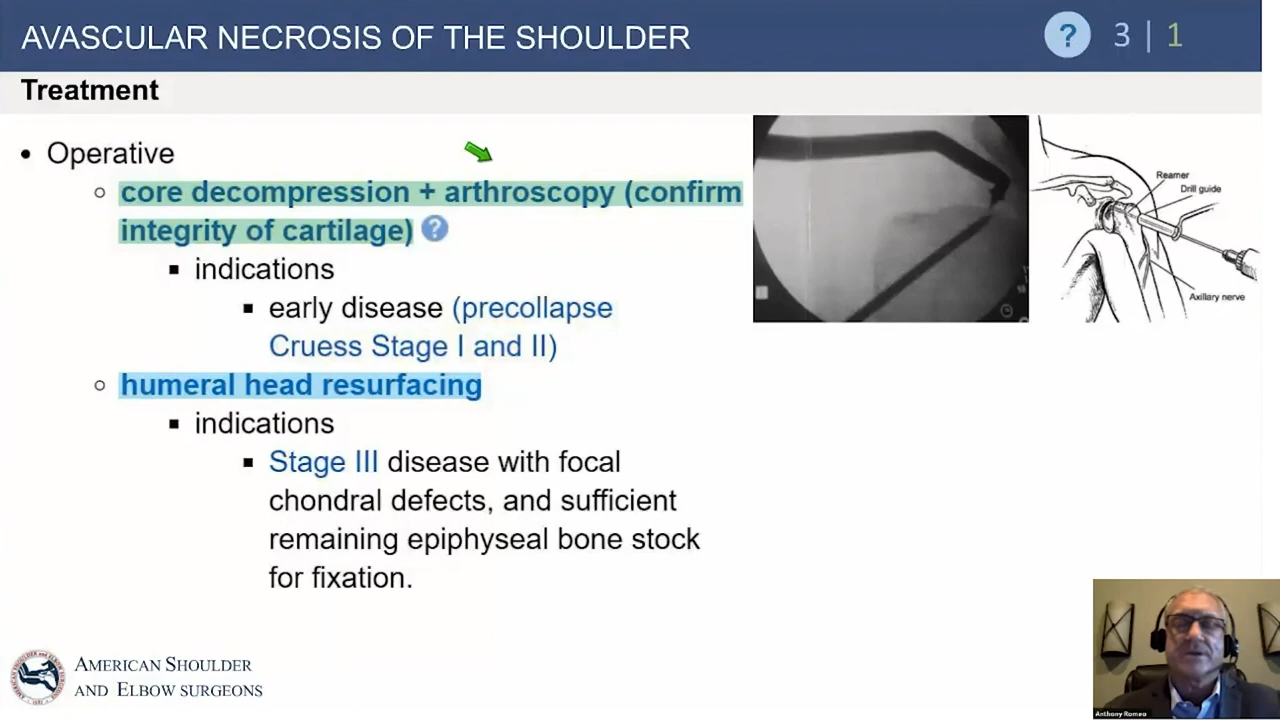 AVASCULAR NECROSIS OF THE SHOULDER
? 3 | 1
Treatment
• Operative
core decompression + arthroscopy (confirm
integrity of cartilage) ?
indications
early disease (precollapse
Cruess Stage I and II)
humeral head resurfacing
indications
Stage III disease with focal
chondral defects, and sufficient
remaining epiphyseal bone stock
for fixation.
Reamer
Drill guide
Axillary nerve
AMERICAN SHOULDER
AND ELBOW SURGEONS
Anthony Romeo